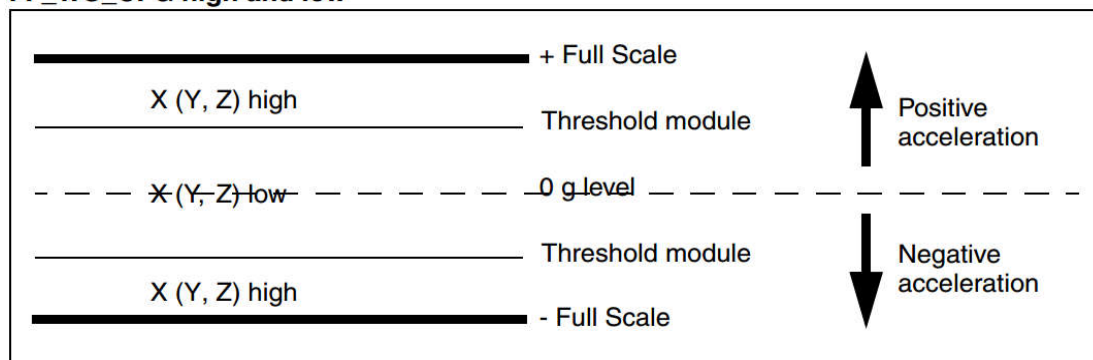 + Full Scale
X (Y, Z) high
Threshold module
Positive
acceleration
X (Y, Z) low
0 g level
Threshold module
Negative
acceleration
X (Y, Z) high
- Full Scale